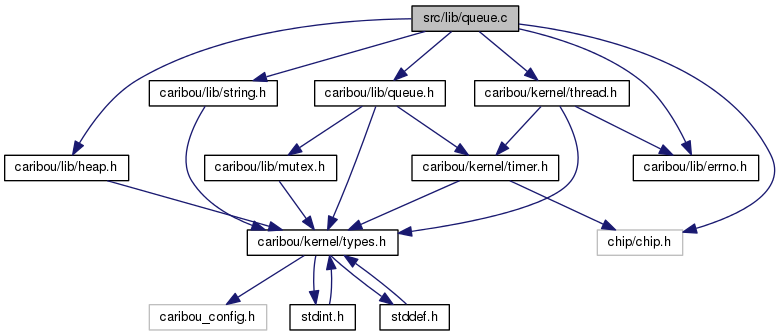 src/lib/queue.c
caribou/lib/string.h
caribou/lib/queue.h
caribou/kernel/thread.h
caribou/lib/heap.h
caribou/lib/mutex.h
caribou/kernel/timer.h
caribou/lib/errno.h
caribou/kernel/types.h
chip/chip.h
caribou_config.h
stdint.h
stddef.h